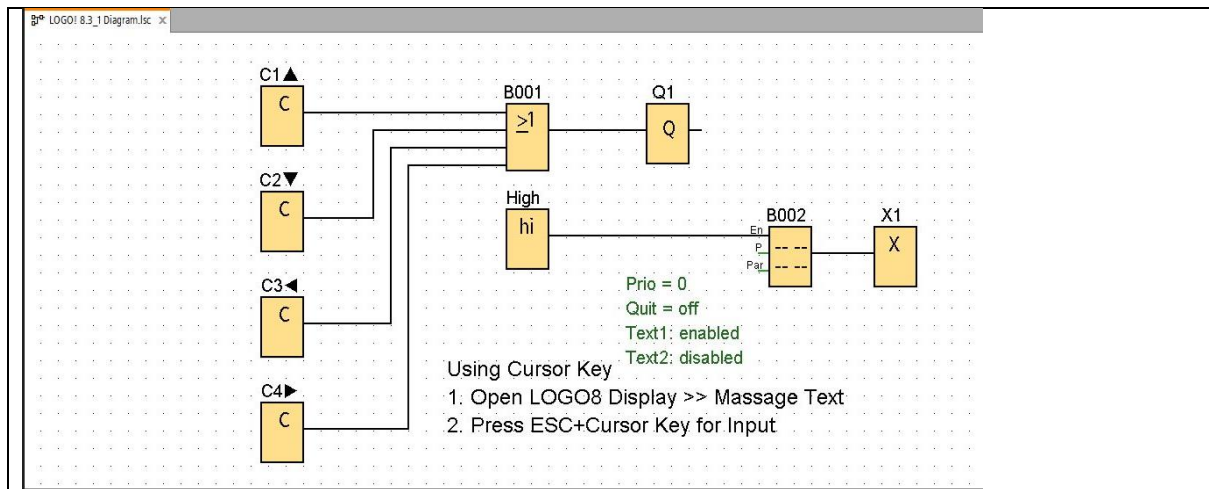 LOGO! 8.3_1 Diagram.lsc
C1▲
C
B001
≥1
Q1
Q
C2▼
C
High
hi
B002
En
P
Par
X1
X
C3◀
C
Prio = 0
Quit = off
Text1: enabled
Text2: disabled
Using Cursor Key
1. Open LOGO8 Display >> Massage Text
2. Press ESC+Cursor Key for Input
C4▶
C